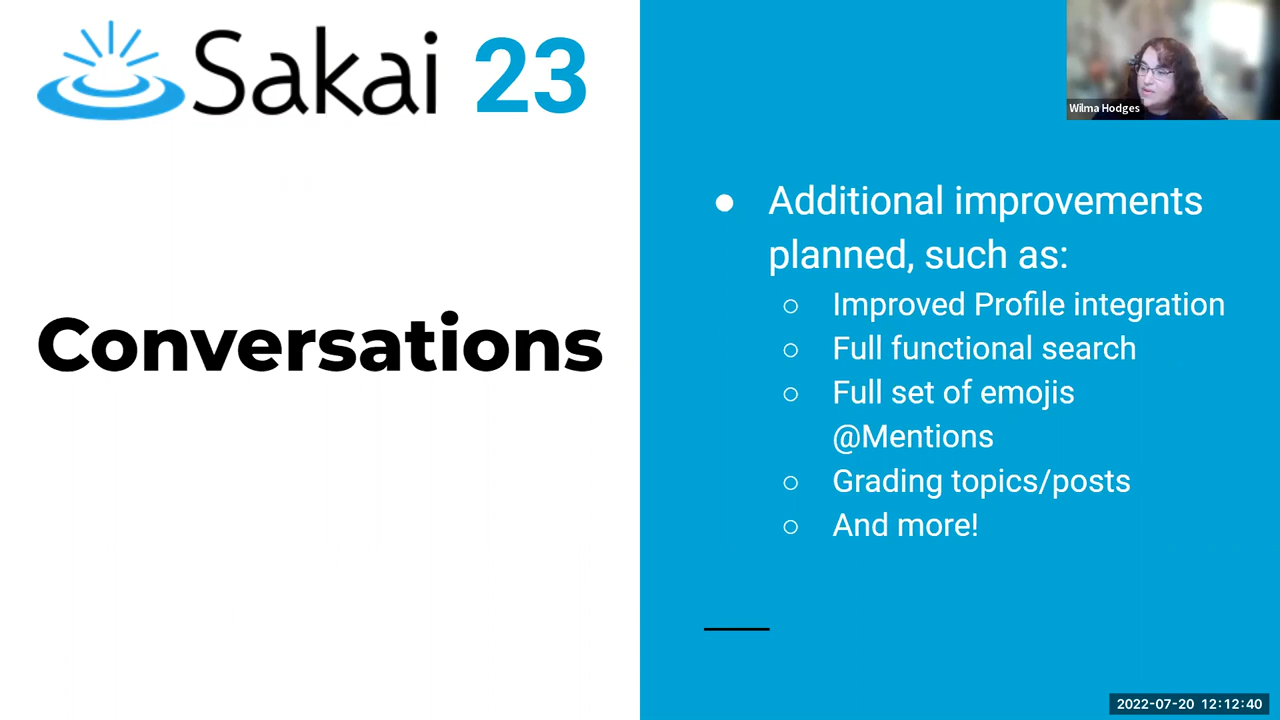 Sakai 23
Wilma Hodges
Conversations
● Additional improvements
planned, such as:
○ Improved Profile integration
○ Full functional search
○ Full set of emojis
@Mentions
○ Grading topics/posts
○ And more!
2022-07-20 12:12:40